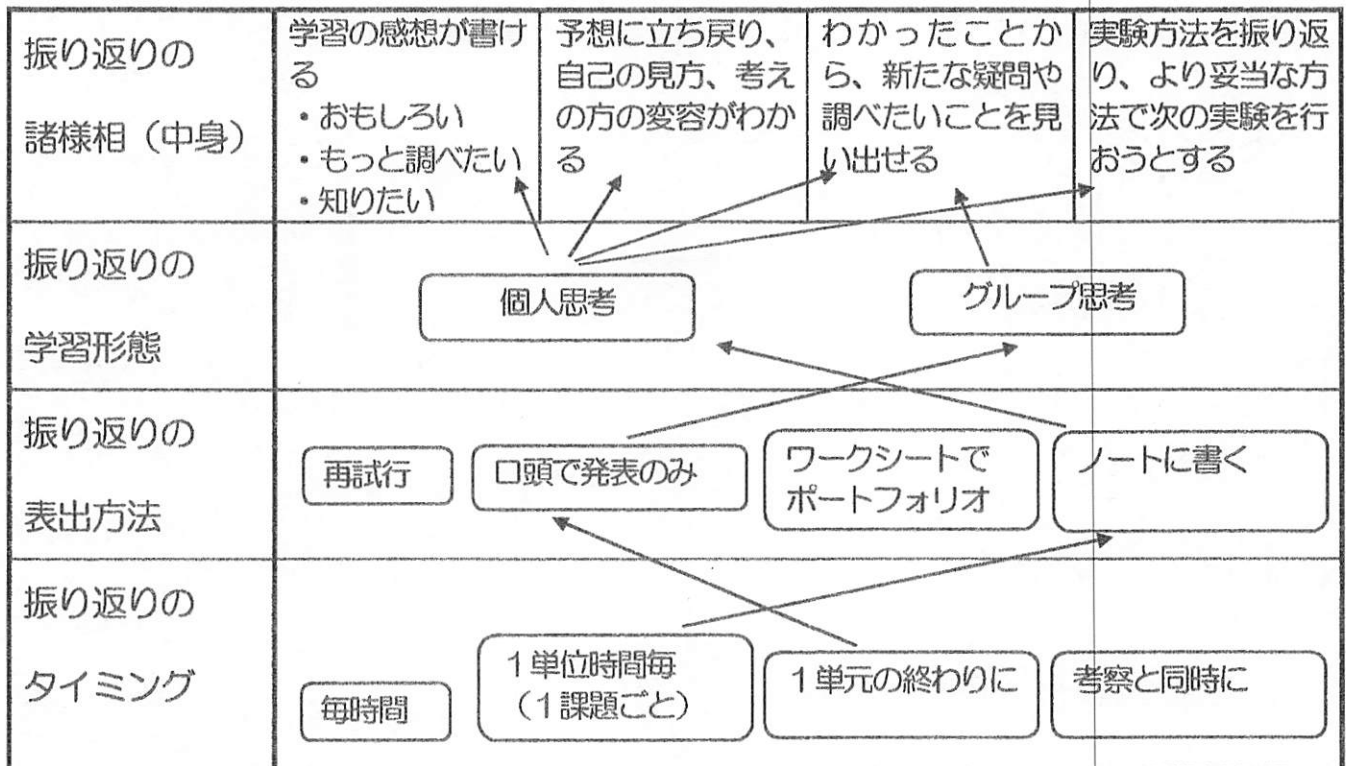 振り返りの
諸様相（中身）
学習の感想が書け
る
・おもしろい
・もっと調べたい
・知りたい
予想に立ち戻り、
自己の見方、考え
の方の変容がわか
る
わかったことか
ら、新たな疑問や
調べたいことを見
い出せる
実験方法を振り返
り、より妥当な方
法で次の実験を行
おうとする
振り返りの
学習形態
個人思考
グループ思考
振り返りの
表出方法
再試行
口頭で発表のみ
ワークシートで
ポートフォリオ
ノートに書く
振り返りの
タイミング
毎時間
１単位時間毎
（１課題ごと）
１単元の終わりに
考察と同時に